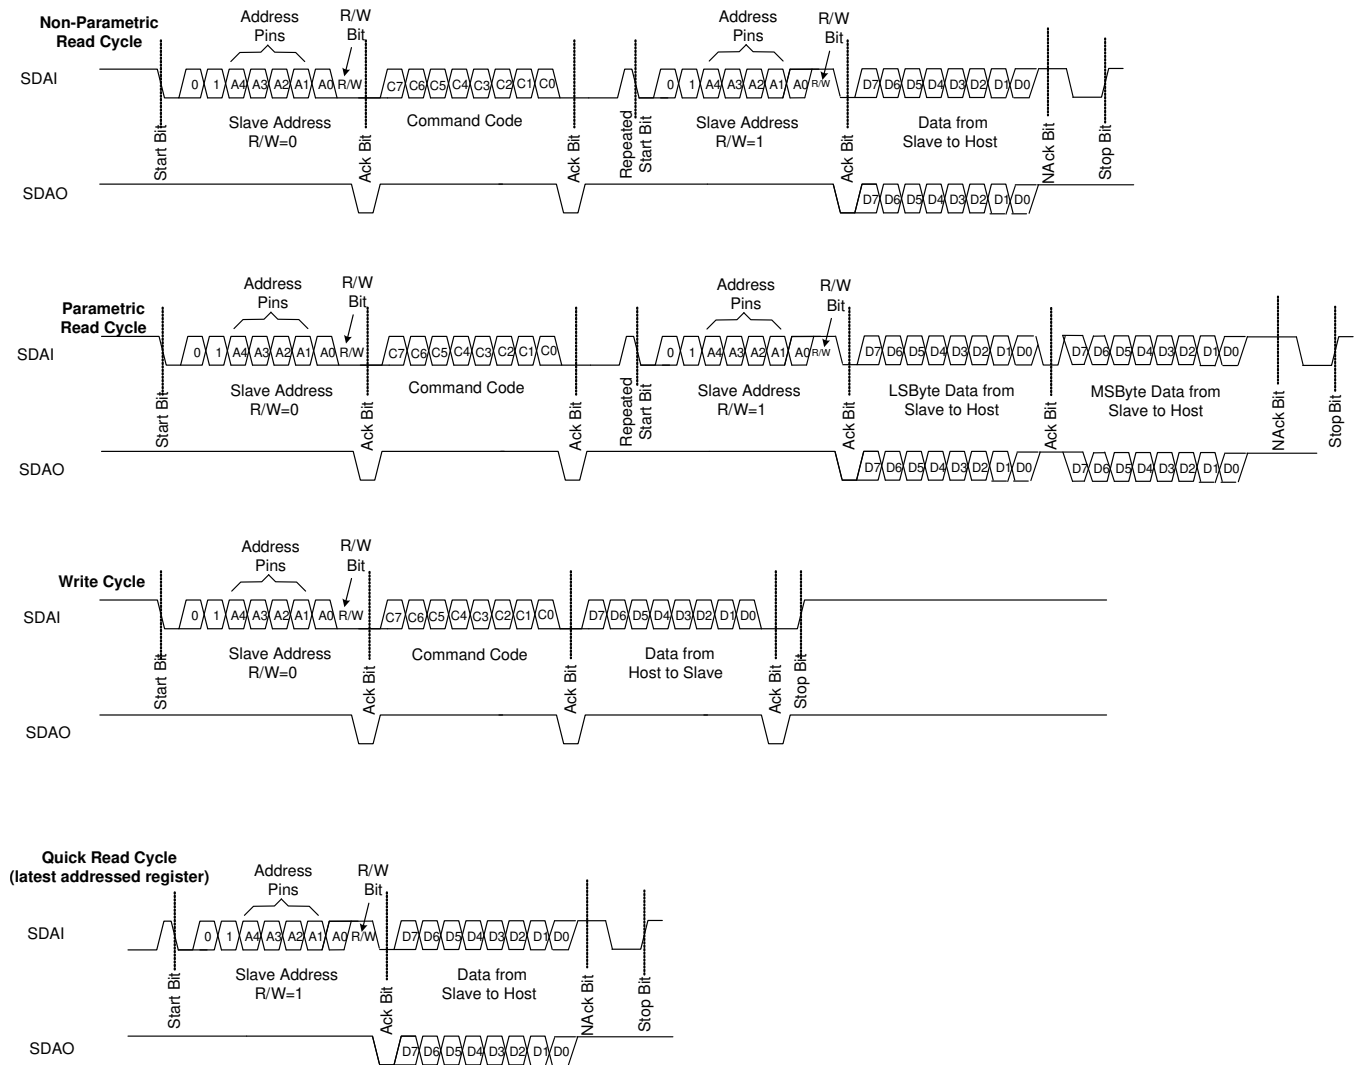 Non-Parametric
Read Cycle
Address
Pins
R/W
Bit
Address
Pins
R/W
Bit
SDAI
0 1 A4 A3 A2 A1 A0 R/W
C7 C6 C5 C4 C3 C2 C1 C0
0 1 A4 A3 A2 A1 A0 R/W
D7 D6 D5 D4 D3 D2 D1 D0
Start Bit
Slave Address
R/W=0
Ack Bit
Command Code
Ack Bit
Repeated
Start Bit
Slave Address
R/W=1
Ack Bit
Data from
Slave to Host
NAck Bit
Stop Bit
SDAO
D7 D6 D5 D4 D3 D2 D1 D0
Parametric
Read Cycle
Address
Pins
R/W
Bit
Address
Pins
R/W
Bit
SDAI
0 1 A4 A3 A2 A1 A0 R/W
C7 C6 C5 C4 C3 C2 C1 C0
0 1 A4 A3 A2 A1 A0 R/W
D7 D6 D5 D4 D3 D2 D1 D0
D7 D6 D5 D4 D3 D2 D1 D0
Start Bit
Slave Address
R/W=0
Ack Bit
Command Code
Ack Bit
Repeated
Start Bit
Slave Address
R/W=1
Ack Bit
LSByte Data from
Slave to Host
Ack Bit
MSByte Data from
Slave to Host
NAck Bit
Stop Bit
SDAO
D7 D6 D5 D4 D3 D2 D1 D0
D7 D6 D5 D4 D3 D2 D1 D0
Write Cycle
Address
Pins
R/W
Bit
SDAI
0 1 A4 A3 A2 A1 A0 R/W
C7 C6 C5 C4 C3 C2 C1 C0
D7 D6 D5 D4 D3 D2 D1 D0
Start Bit
Slave Address
R/W=0
Ack Bit
Command Code
Ack Bit
Data from
Host to Slave
Ack Bit
Stop Bit
SDAO
Quick Read Cycle
(latest addressed register)
Address
Pins
R/W
Bit
SDAI
0 1 A4 A3 A2 A1 A0 R/W
D7 D6 D5 D4 D3 D2 D1 D0
Start Bit
Slave Address
R/W=1
Ack Bit
Data from
Slave to Host
NAck Bit
Stop Bit
SDAO
D7 D6 D5 D4 D3 D2 D1 D0